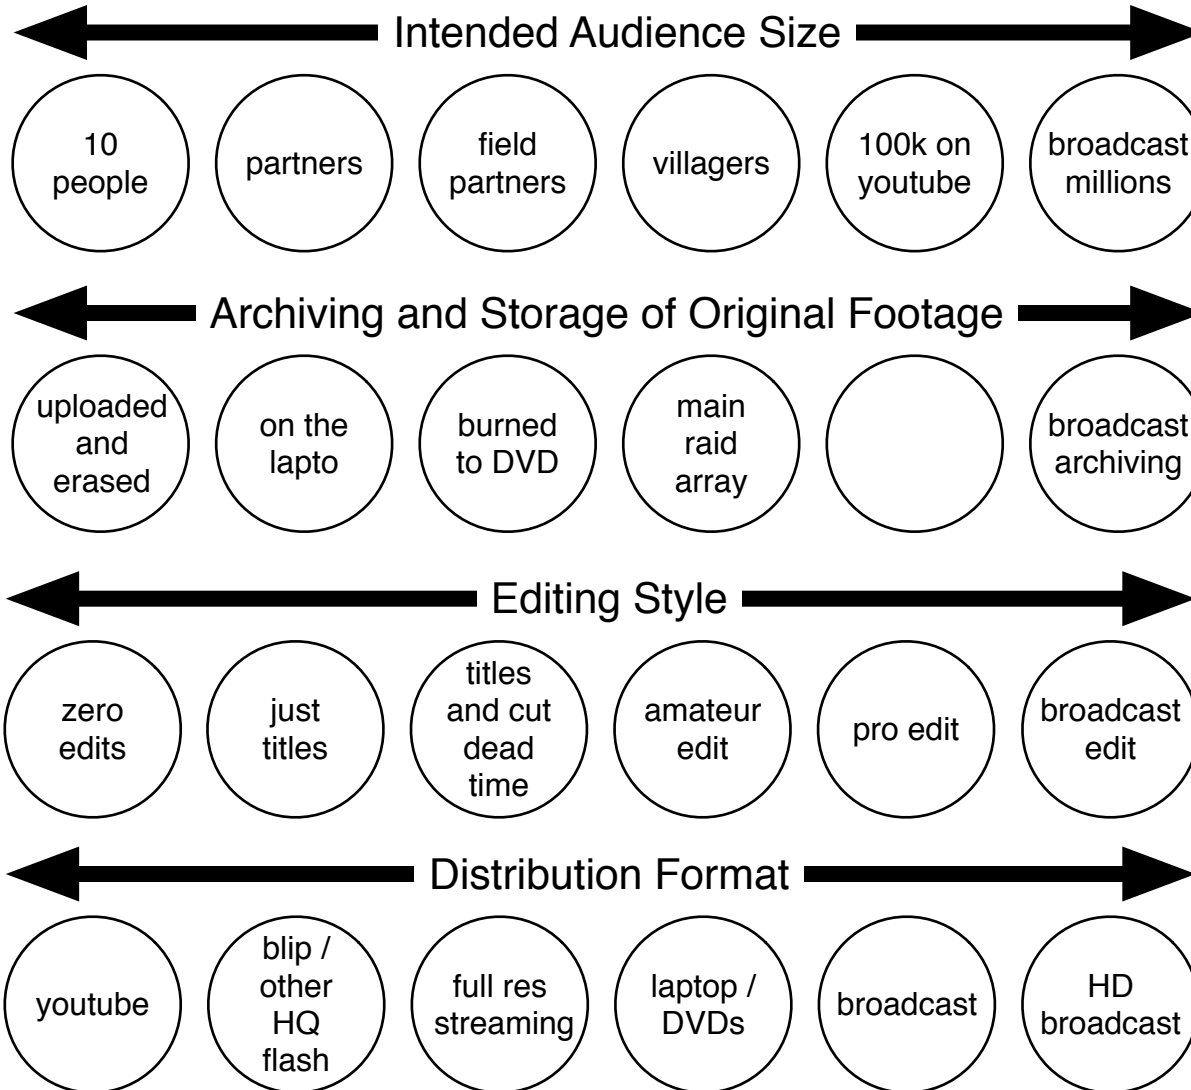 Intended Audience Size
10
people
partners
field
partners
villagers
100k on
youtube
broadcast
millions
Archiving and Storage of Original Footage
uploaded
and
erased
on the
lapto
burned
to DVD
main
raid
array
broadcast
archiving
Editing Style
zero
edits
just
titles
titles
and cut
dead
time
amateur
edit
pro edit
broadcast
edit
Distribution Format
youtube
blip /
other
HQ
flash
full res
streaming
laptop /
DVDs
broadcast
HD
broadcast